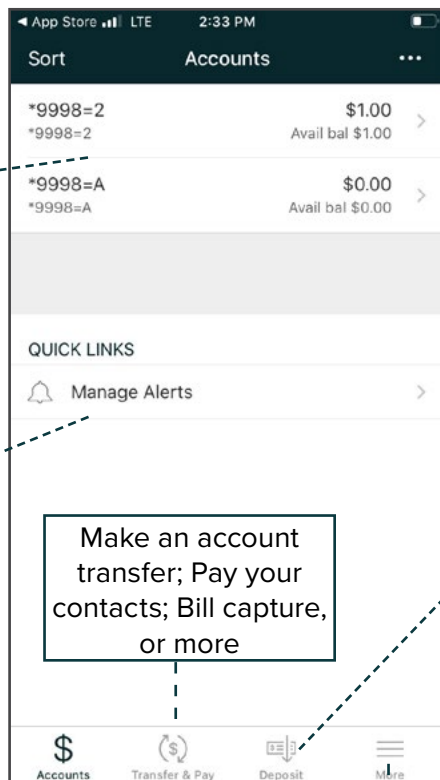 ◄ App Store LTE 2:33 PM
Sort Accounts ...
*9998=2 $1.00
*9998=2 Avail bal $1.00
*9998=A $0.00
*9998=A Avail bal $0.00
QUICK LINKS
Manage Alerts
Make an account
transfer; Pay your
contacts; Bill capture,
or more
Accounts Transfer & Pay Deposit More